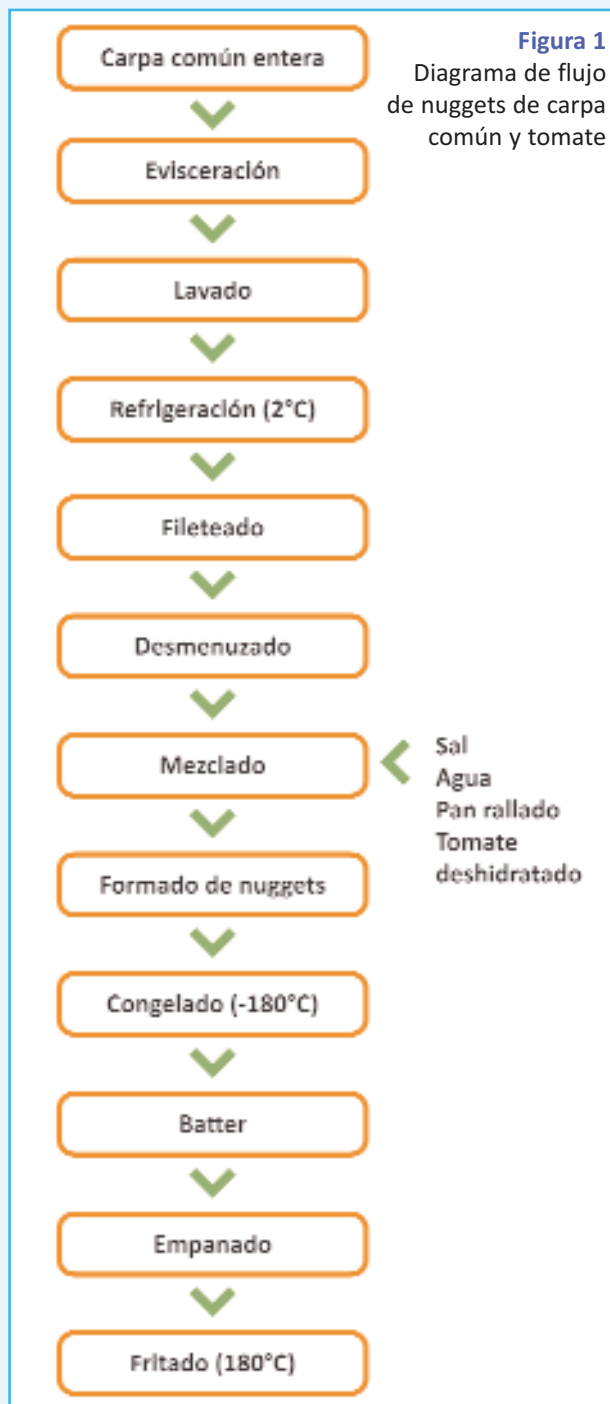 Figura 1
Diagrama de flujo
de nuggets de carpa
común y tomate
Carpa común entera
Evisceración
Lavado
Refrigeración (2°C)
Fileteado
Desmenuzado
Mezclado
Sal
Agua
Pan rallado
Tomate
deshidratado
Formado de nuggets
Congelado (-180°C)
Batter
Empanado
Fritado (180°C)